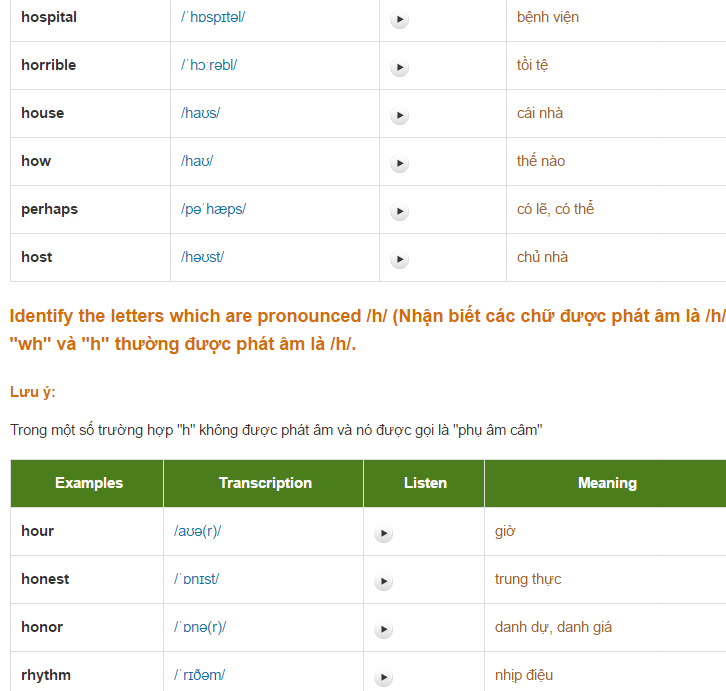 hospital /ˈhɒspɪtəl/ bệnh viện
horrible /ˈhɔːrəbl/ tồi tệ
house /haʊs/ cái nhà
how /haʊ/ thế nào
perhaps /pəˈhæps/ có lẽ, có thể
host /həʊst/ chủ nhà
Identify the letters which are pronounced /h/ (Nhận biết các chữ được phát âm là /h/
"wh" và "h" thường được phát âm là /h/.
Lưu ý:
Trong một số trường hợp "h" không được phát âm và nó được gọi là "phụ âm câm"
Examples Transcription Listen Meaning
hour /aʊə(r)/ giờ
honest /ˈɒnɪst/ trung thực
honor /ˈɒnə(r)/ danh dự, danh giá
rhythm /ˈrɪðəm/ nhịp điệu